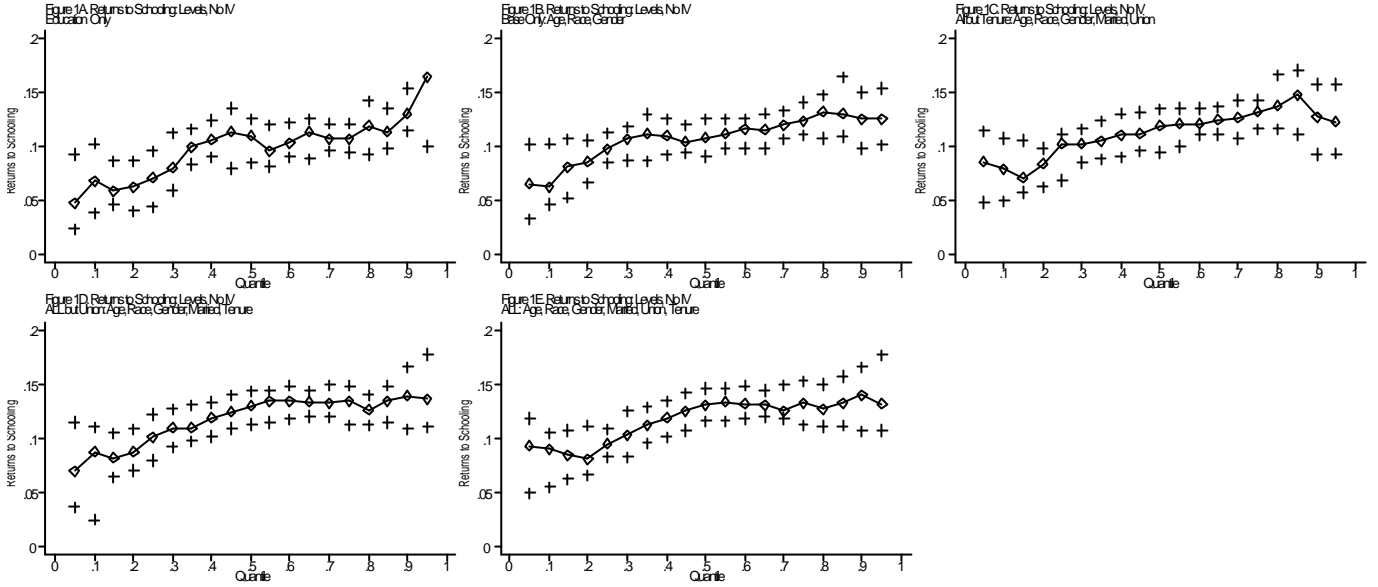 Figure 1A. Returns to Schooling: Levels, No IV
Education Only
.2
.15
.1
.05
0
Returns to Schooling
0 .1 .2 .3 .4 .5 .6 .7 .8 .9 1
Quantile
Figure 1B. Returns to Schooling: Levels, No IV
Base Only: Age, Race, Gender
.2
.15
.1
.05
0
Returns to Schooling
0 .1 .2 .3 .4 .5 .6 .7 .8 .9 1
Quantile
Figure 1C. Returns to Schooling: Levels, No IV
All but Tenure: Age, Race, Gender, Married, Union
.2
.15
.1
.05
0
Returns to Schooling
0 .1 .2 .3 .4 .5 .6 .7 .8 .9 1
Quantile
Figure 1D. Returns to Schooling: Levels, No IV
ALL but Union: Age, Race, Gender, Married, Tenure
.2
.15
.1
.05
0
Returns to Schooling
0 .1 .2 .3 .4 .5 .6 .7 .8 .9 1
Quantile
Figure 1E. Returns to Schooling: Levels, No IV
ALL: Age, Race, Gender, Married, Union, Tenure
.2
.15
.1
.05
0
Returns to Schooling
0 .1 .2 .3 .4 .5 .6 .7 .8 .9 1
Quantile